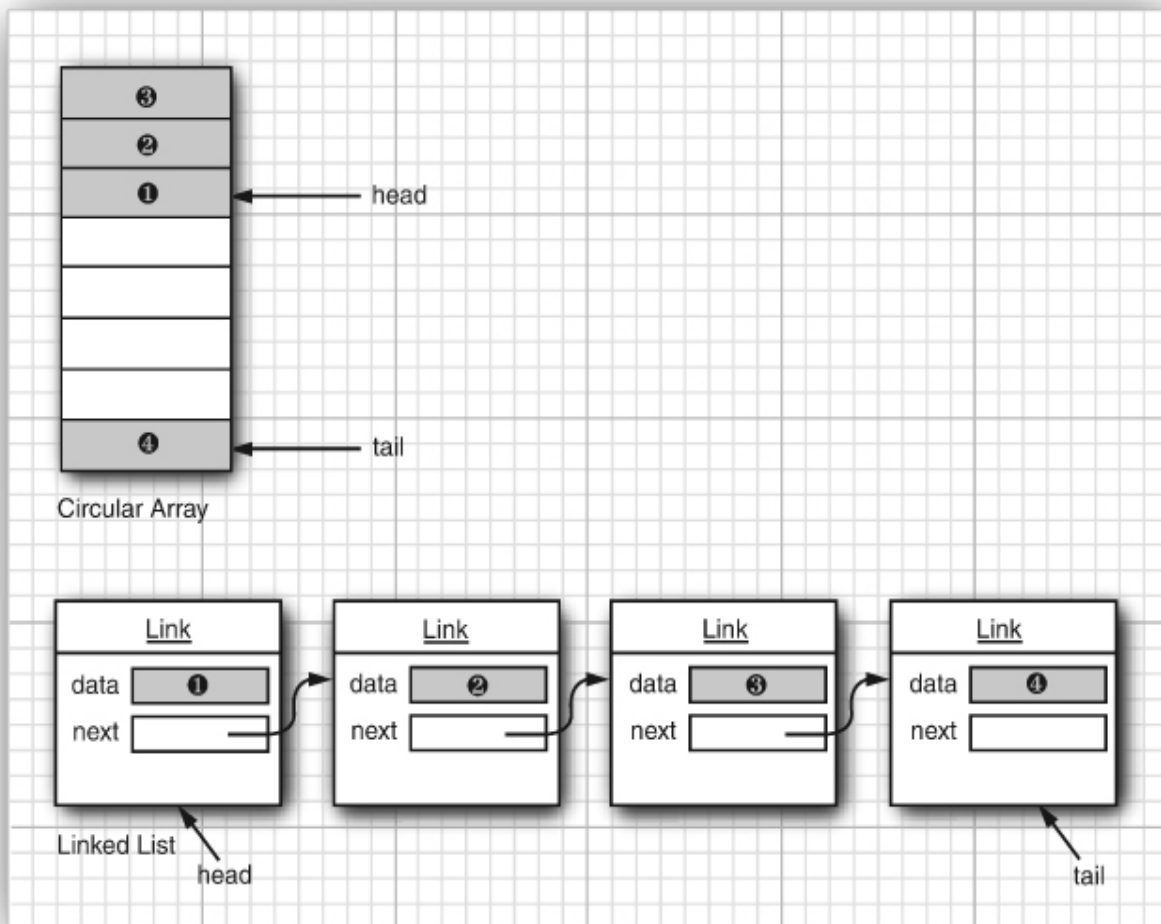 ❸
❷
❶
head
❹
tail
Circular Array
Link
Link
Link
Link
data ❶
data ❷
data ❸
data ❹
next
next
next
next
Linked List
head
tail